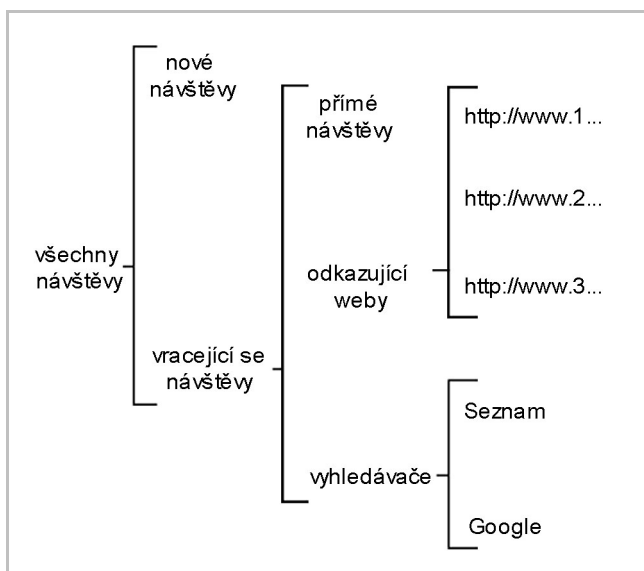 nové
návštěvy
přímé
návštěvy
http://www.1...
http://www.2...
všechny
návštěvy
odkazující
weby
http://www.3...
vracející se
návštěvy
Seznam
vyhledávače
Google